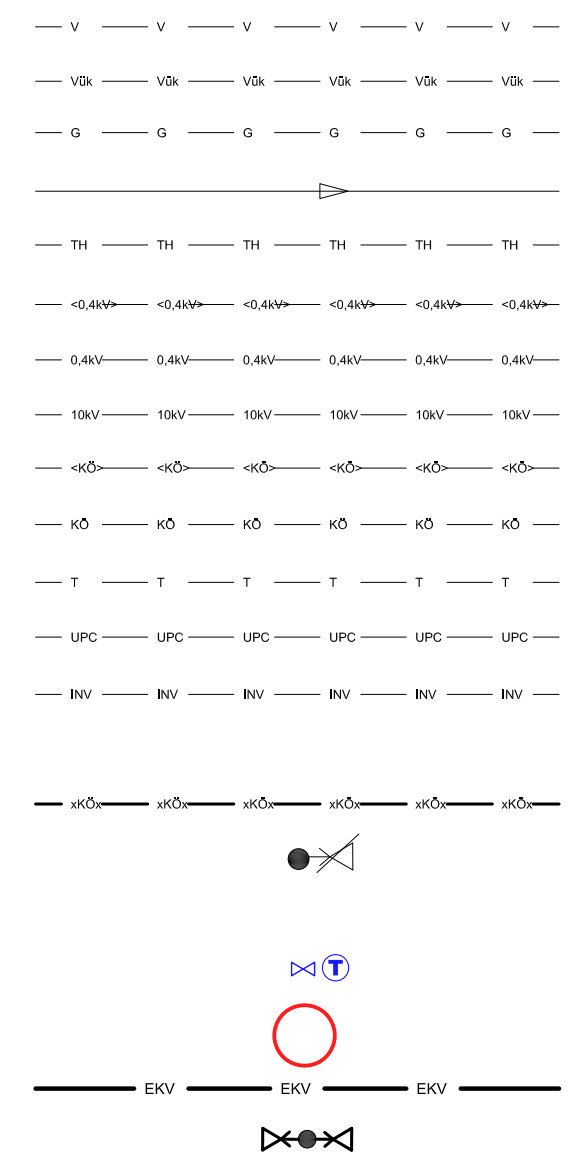 V V V V V V
Vük Vük Vük Vük Vük Vük
G G G G G G
TH TH TH TH TH TH
<0,4kV> <0,4kV> <0,4kV> <0,4kV> <0,4kV> <0,4kV>
0,4kV 0,4kV 0,4kV 0,4kV 0,4kV 0,4kV
10kV 10kV 10kV 10kV 10kV 10kV
<KÖ> <KÖ> <KÖ> <KÖ> <KÖ> <KÖ>
KÖ KÖ KÖ KÖ KÖ KÖ
T T T T T T
UPC UPC UPC UPC UPC UPC
INV INV INV INV INV INV
xKÖx xKÖx xKÖx xKÖx xKÖx xKÖx
T
EKV EKV EKV